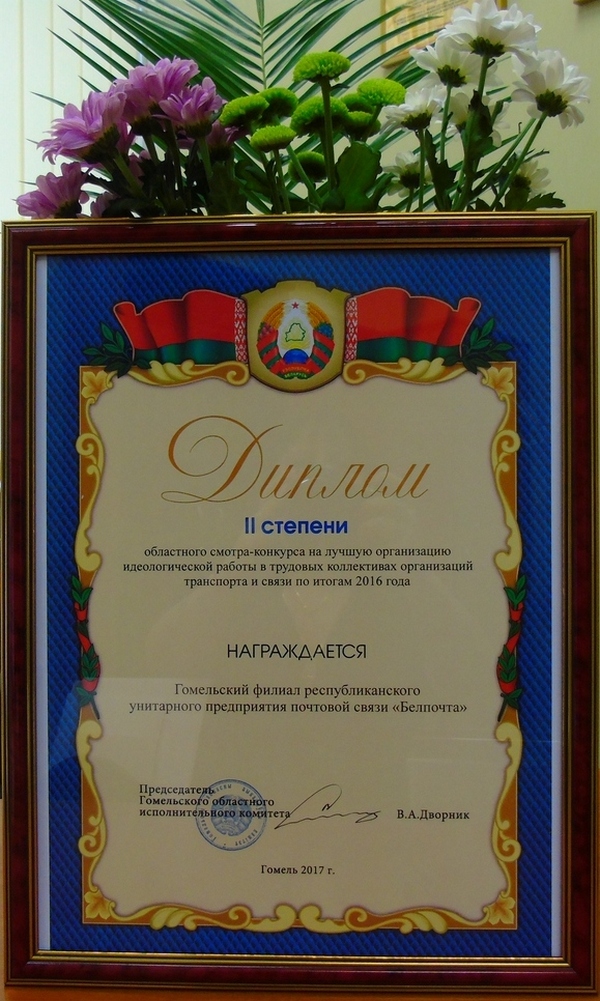 Диплом
II степени
областного смотра-конкурса на лучшую организацию
идеологической работы в трудовых коллективах организаций
транспорта и связи по итогам 2016 года
НАГРАЖДАЕТСЯ
Гомельский филиал республиканского
унитарного предприятия почтовой связи «Белпочта»
Председатель
Гомельского областного
исполнительного комитета
В.А.Дворник
Гомель 2017 г.